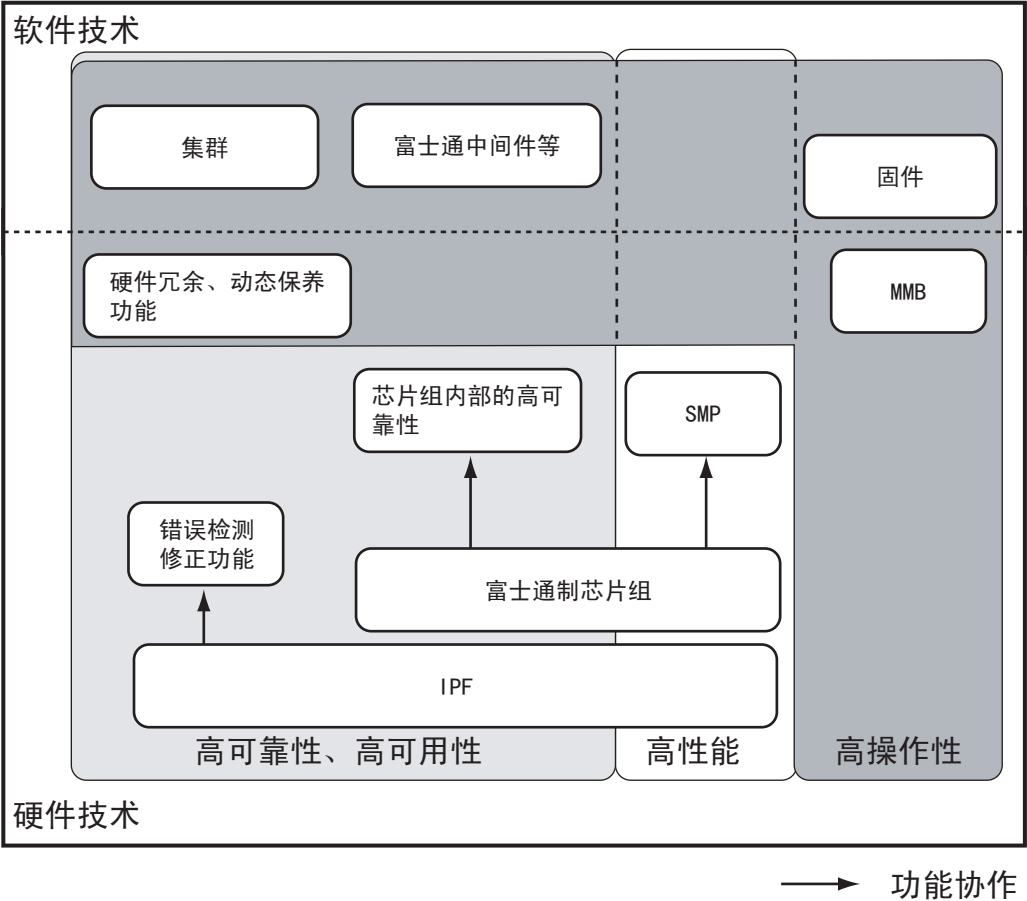 软件技术
集群
富士通中间件等
固件
硬件冗余、动态保养
功能
MMB
芯片组内部的高可
靠性
SMP
错误检测
修正功能
富士通制芯片组
IPF
高可靠性、高可用性
高性能
高操作性
硬件技术
功能协作